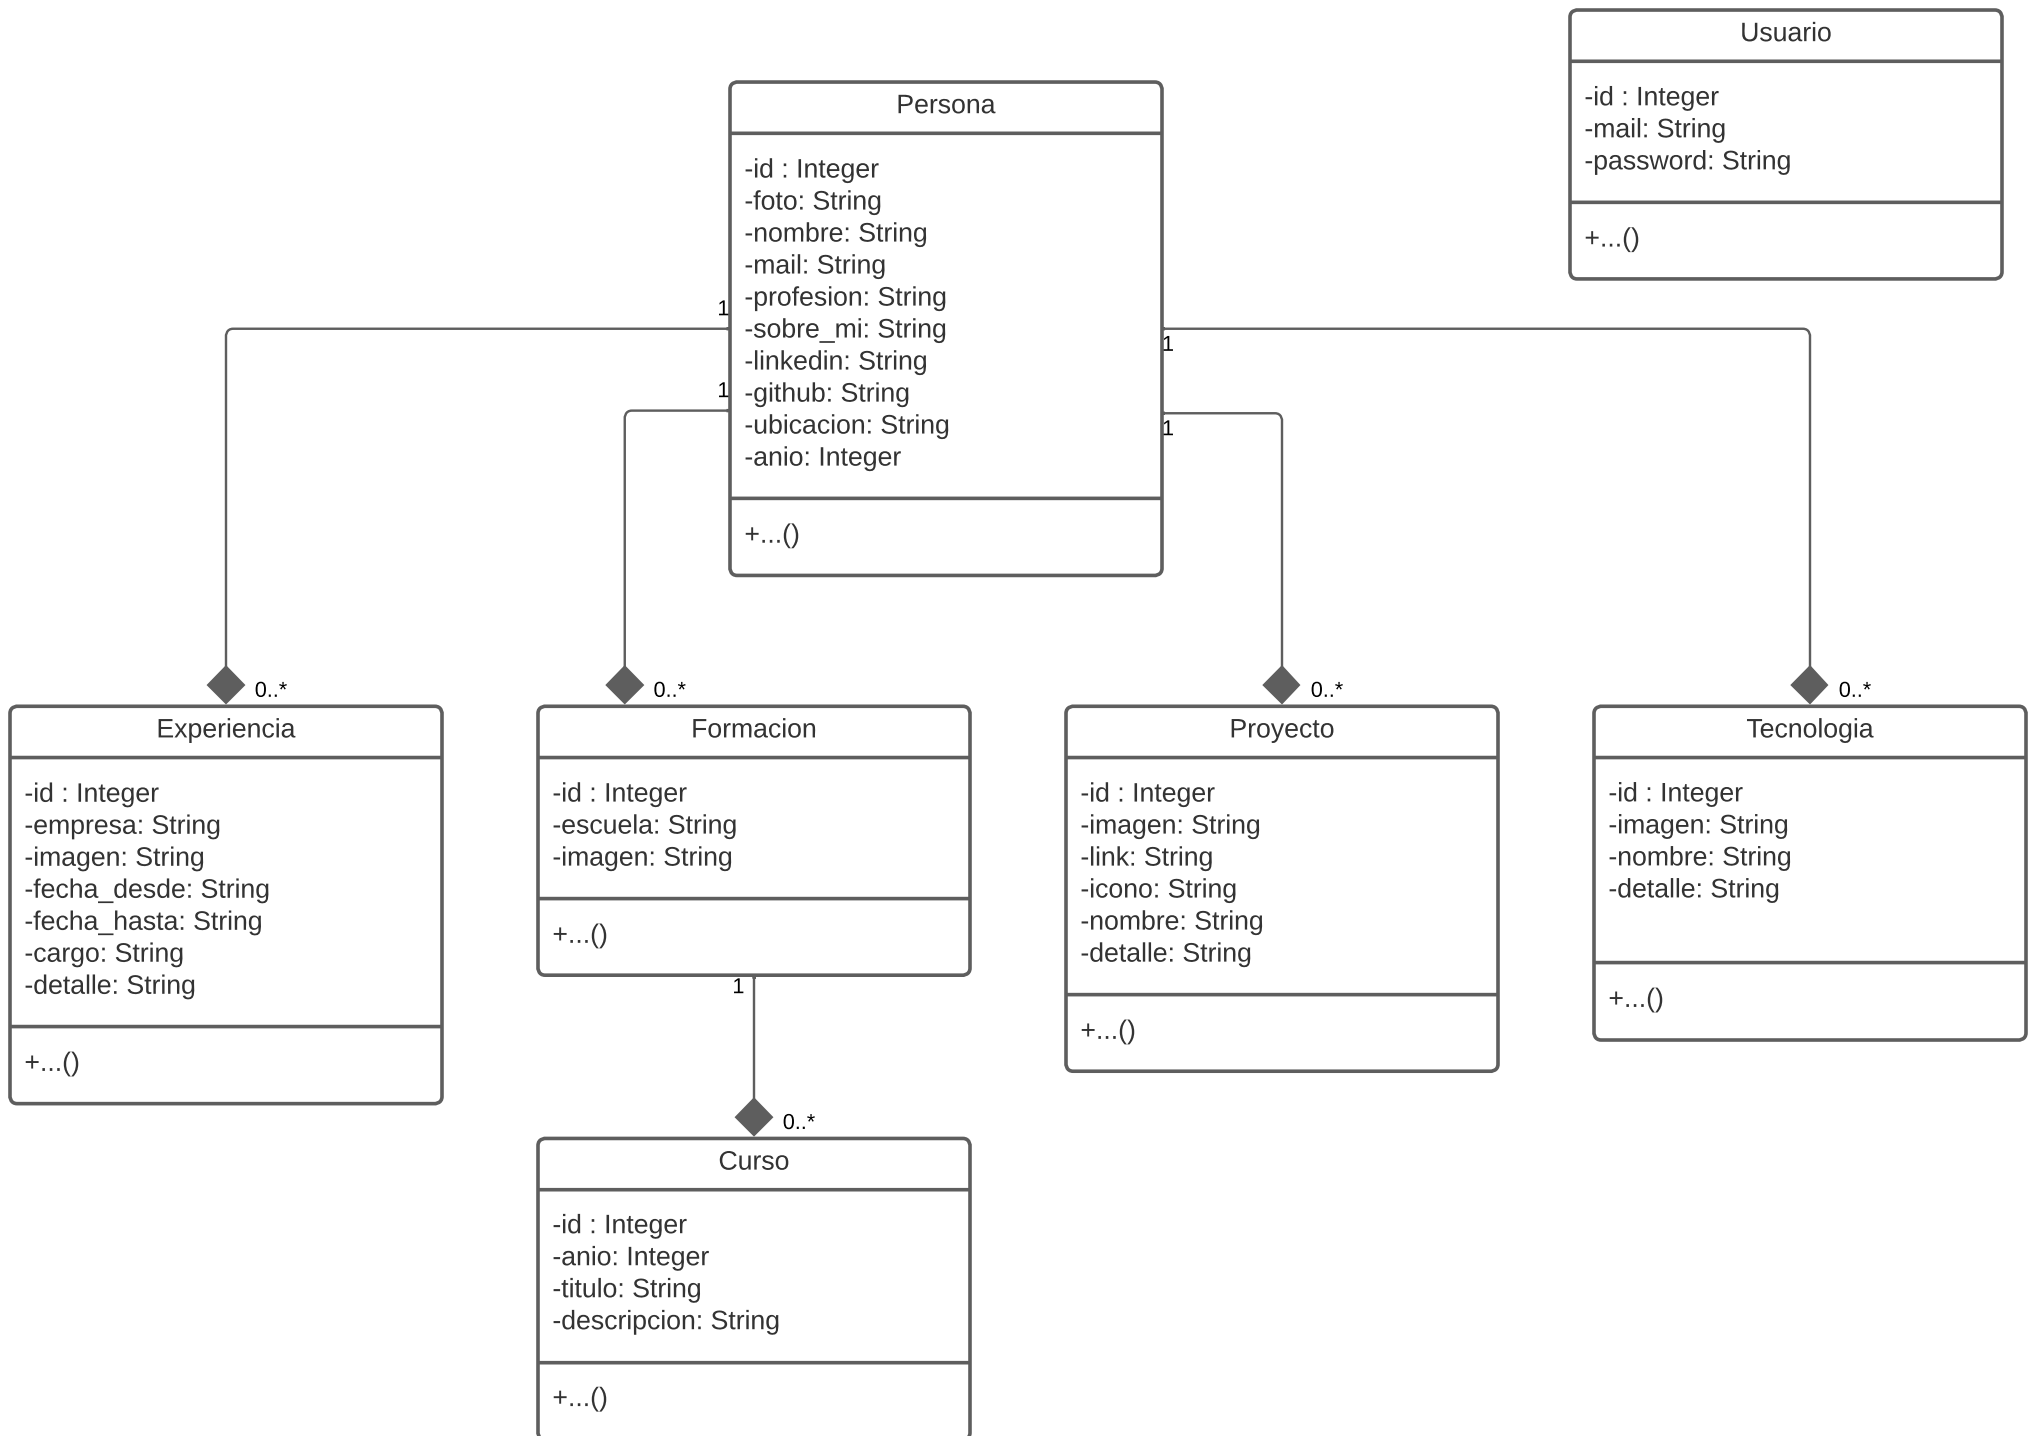 Usuario
-id : Integer
-mail: String
-password: String
+...()
Persona
-id : Integer
-foto: String
-nombre: String
-mail: String
-profesion: String
-sobre_mi: String
-linkedin: String
-github: String
-ubicacion: String
-anio: Integer
+...()
1
1
1
1
0..*
0..*
0..*
0..*
Experiencia
-id : Integer
-empresa: String
-imagen: String
-fecha_desde: String
-fecha_hasta: String
-cargo: String
-detalle: String
+...()
Formacion
-id : Integer
-escuela: String
-imagen: String
+...()
Proyecto
-id : Integer
-imagen: String
-link: String
-icono: String
-nombre: String
-detalle: String
+...()
Tecnologia
-id : Integer
-imagen: String
-nombre: String
-detalle: String
+...()
1
0..*
Curso
-id : Integer
-anio: Integer
-titulo: String
-descripcion: String
+...()